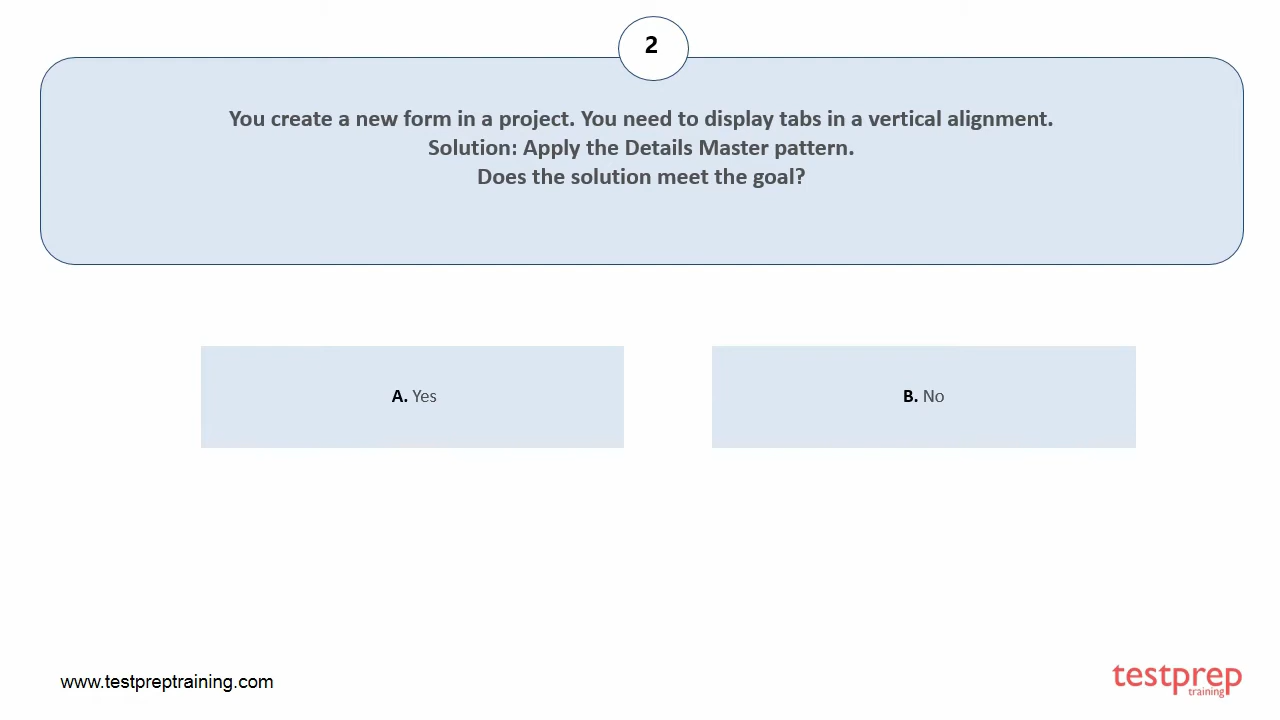 2
You create a new form in a project. You need to display tabs in a vertical alignment.
Solution: Apply the Details Master pattern.
Does the solution meet the goal?
A. Yes
B. No
www.testpreptraining.com
testprep
training